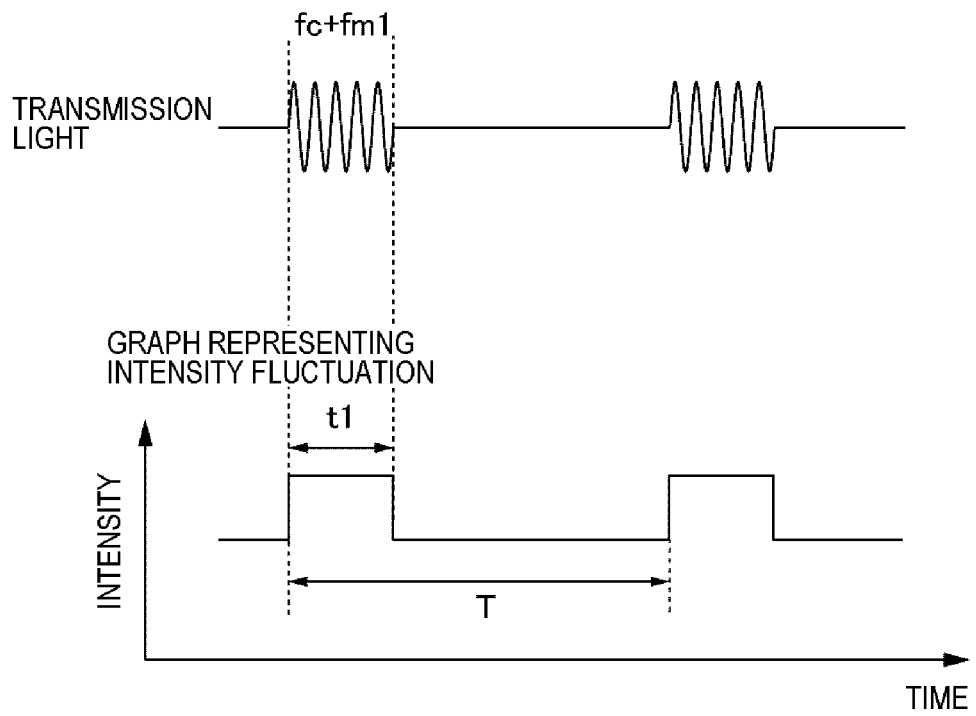 fc+fm1
TRANSMISSION
LIGHT
GRAPH REPRESENTING
INTENSITY FLUCTUATION
t1
INTENSITY
T
TIME